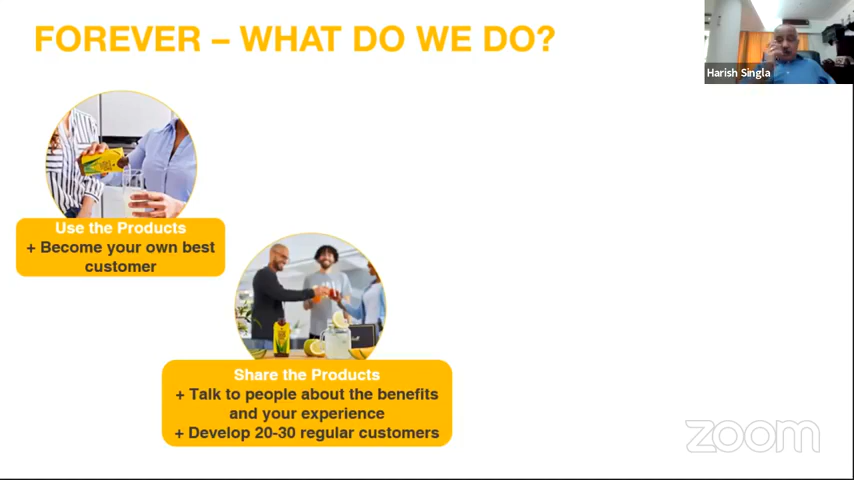 FOREVER – WHAT DO WE DO?
Harish Singla
Use the Products
+ Become your own best
customer
Share the Products
+ Talk to people about the benefits
and your experience
+ Develop 20-30 regular customers
zoom